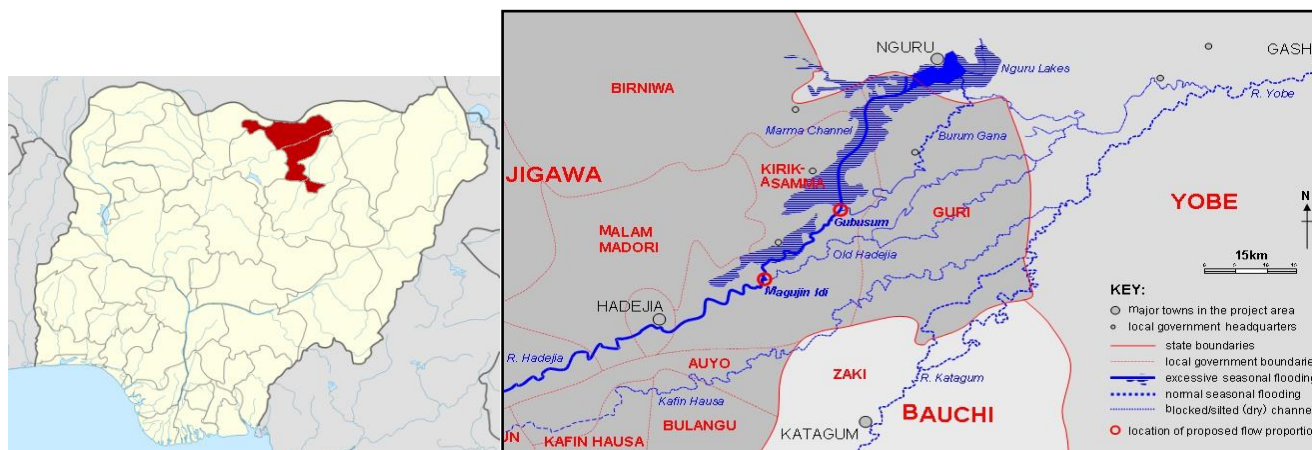 NGURU
GASH
Nguru Lakes
R. Yobe
BIRNIWA
Marma Channel
Burum Gana
KIRIK-
ASAMMA
JIGAWA
YOBE
N
Gubusum
GURI
MALAM
MADORI
Old Hadejia
15km
Magujin Idi
HADEJIA
KEY:
major towns in the project area
local government headquarters
R. Hadejia
AUYO
ZAKI
R. Katagum
state boundaries
local government boundarie
excessive seasonal flooding
normal seasonal flooding
blocked/silted (dry) channel
Kafin Hausa
BAUCHI
BULANGU
UN
KAFIN HAUSA
KATAGUM
location of proposed flow proportio